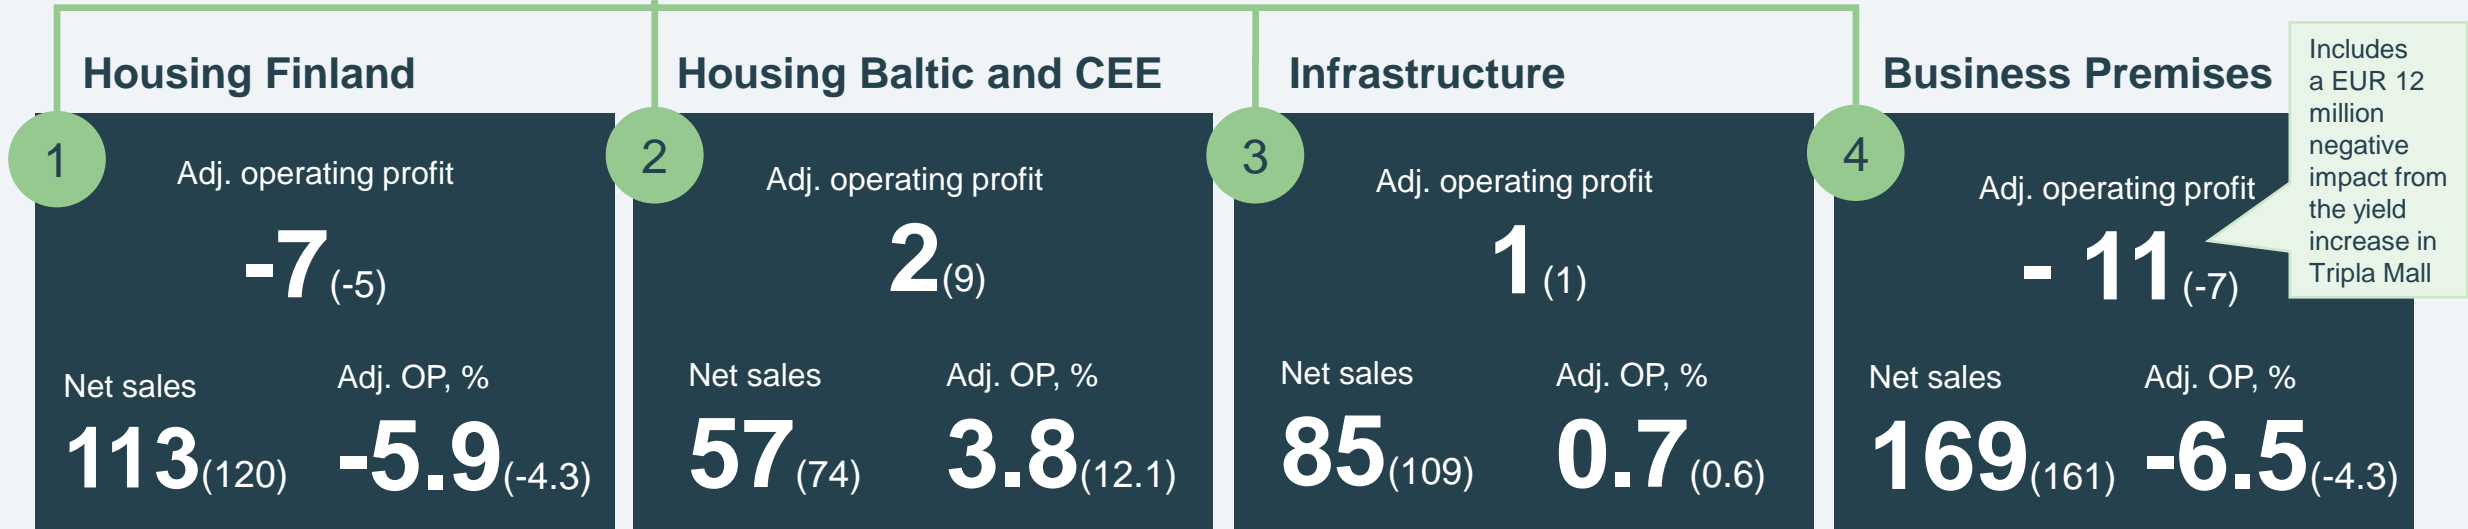 Housing Finland
1
Adj. operating profit
-7(-5)
Net sales
113(120)
Adj. OP, %
-5.9(-4.3)
Housing Baltic and CEE
2
Adj. operating profit
2(9)
Net sales
57(74)
Adj. OP, %
3.8(12.1)
Infrastructure
3
Adj. operating profit
1(1)
Net sales
85(109)
Adj. OP, %
0.7(0.6)
Business Premises
4
Adj. operating profit
- 11(-7)
Net sales
169(161)
Adj. OP, %
-6.5(-4.3)
Includes
a EUR 12
million
negative
impact from
the yield
increase in
Tripla Mall